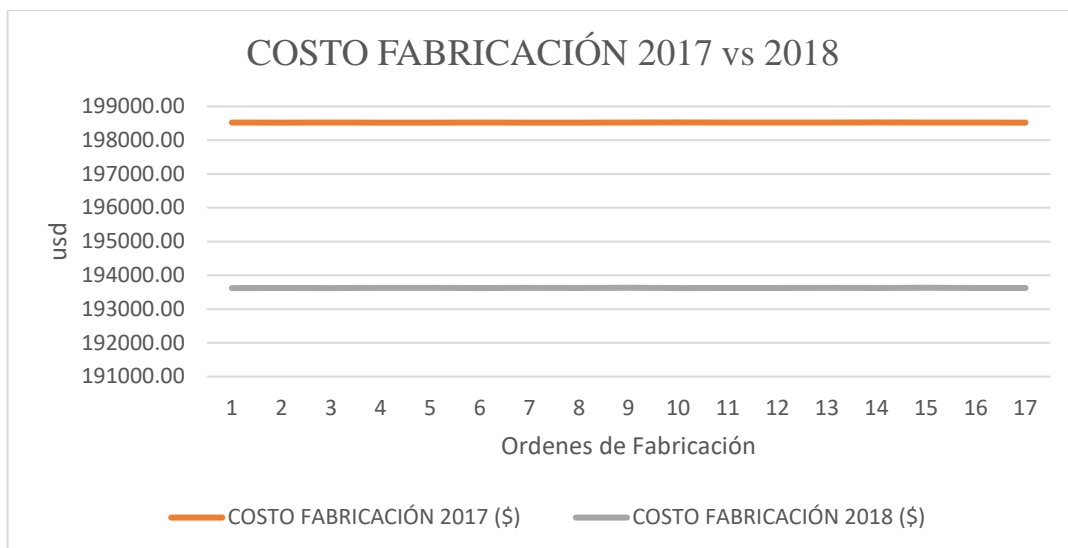 COSTO FABRICACIÓN 2017 vs 2018
199000.00
198000.00
197000.00
196000.00
195000.00
194000.00
193000.00
192000.00
191000.00
usd
1 2 3 4 5 6 7 8 9 10 11 12 13 14 15 16 17
Ordenes de Fabricación
COSTO FABRICACIÓN 2017 ($) COSTO FABRICACIÓN 2018 ($)